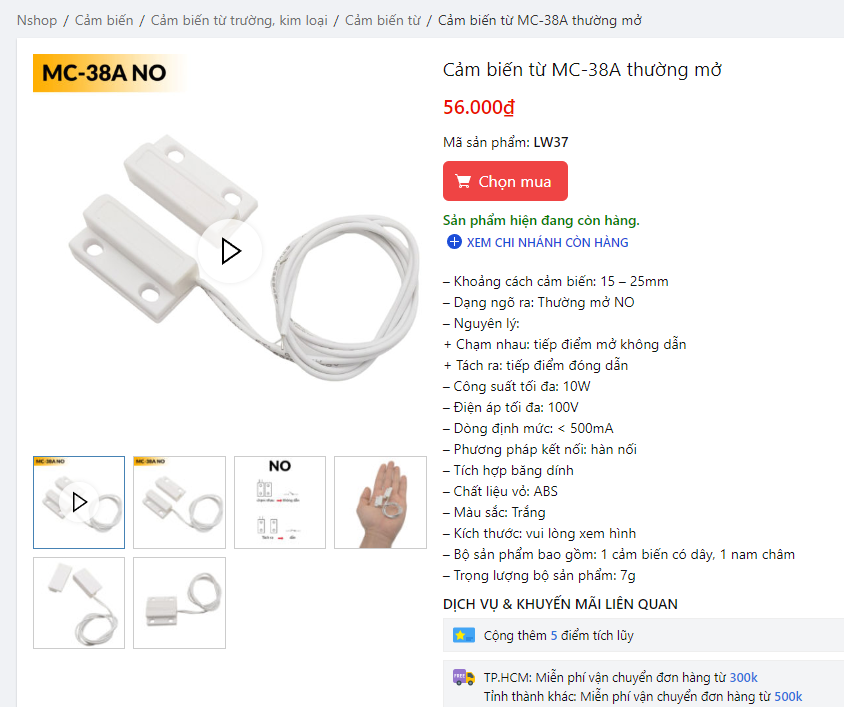 Nshop / Cảm biến / Cảm biến từ trường, kim loại / Cảm biến từ / Cảm biến từ MC-38A thường mở
MC-38A NO
Cảm biến từ MC-38A thường mở
56.000₫
Mã sản phẩm: LW37
Chọn mua
Sản phẩm hiện đang còn hàng.
XEM CHI NHÁNH CÒN HÀNG
– Khoảng cách cảm biến: 15 – 25mm
– Dạng ngõ ra: Thường mở NO
– Nguyên lý:
+ Chạm nhau: tiếp điểm mở không dẫn
+ Tách ra: tiếp điểm đóng dẫn
– Công suất tối đa: 10W
– Điện áp tối đa: 100V
– Dòng định mức: < 500mA
– Phương pháp kết nối: hàn nối
– Tích hợp băng dính
– Chất liệu vỏ: ABS
– Màu sắc: Trắng
– Kích thước: vui lòng xem hình
– Bộ sản phẩm bao gồm: 1 cảm biến có dây, 1 nam châm
– Trọng lượng bộ sản phẩm: 7g
MC-38A NO
MC-38A NO
NO
DỊCH VỤ & KHUYẾN MÃI LIÊN QUAN
Cộng thêm 5 điểm tích lũy
FREE
TP.HCM: Miễn phí vận chuyển đơn hàng từ 300k
Tỉnh thành khác: Miễn phí vận chuyển đơn hàng từ 500k